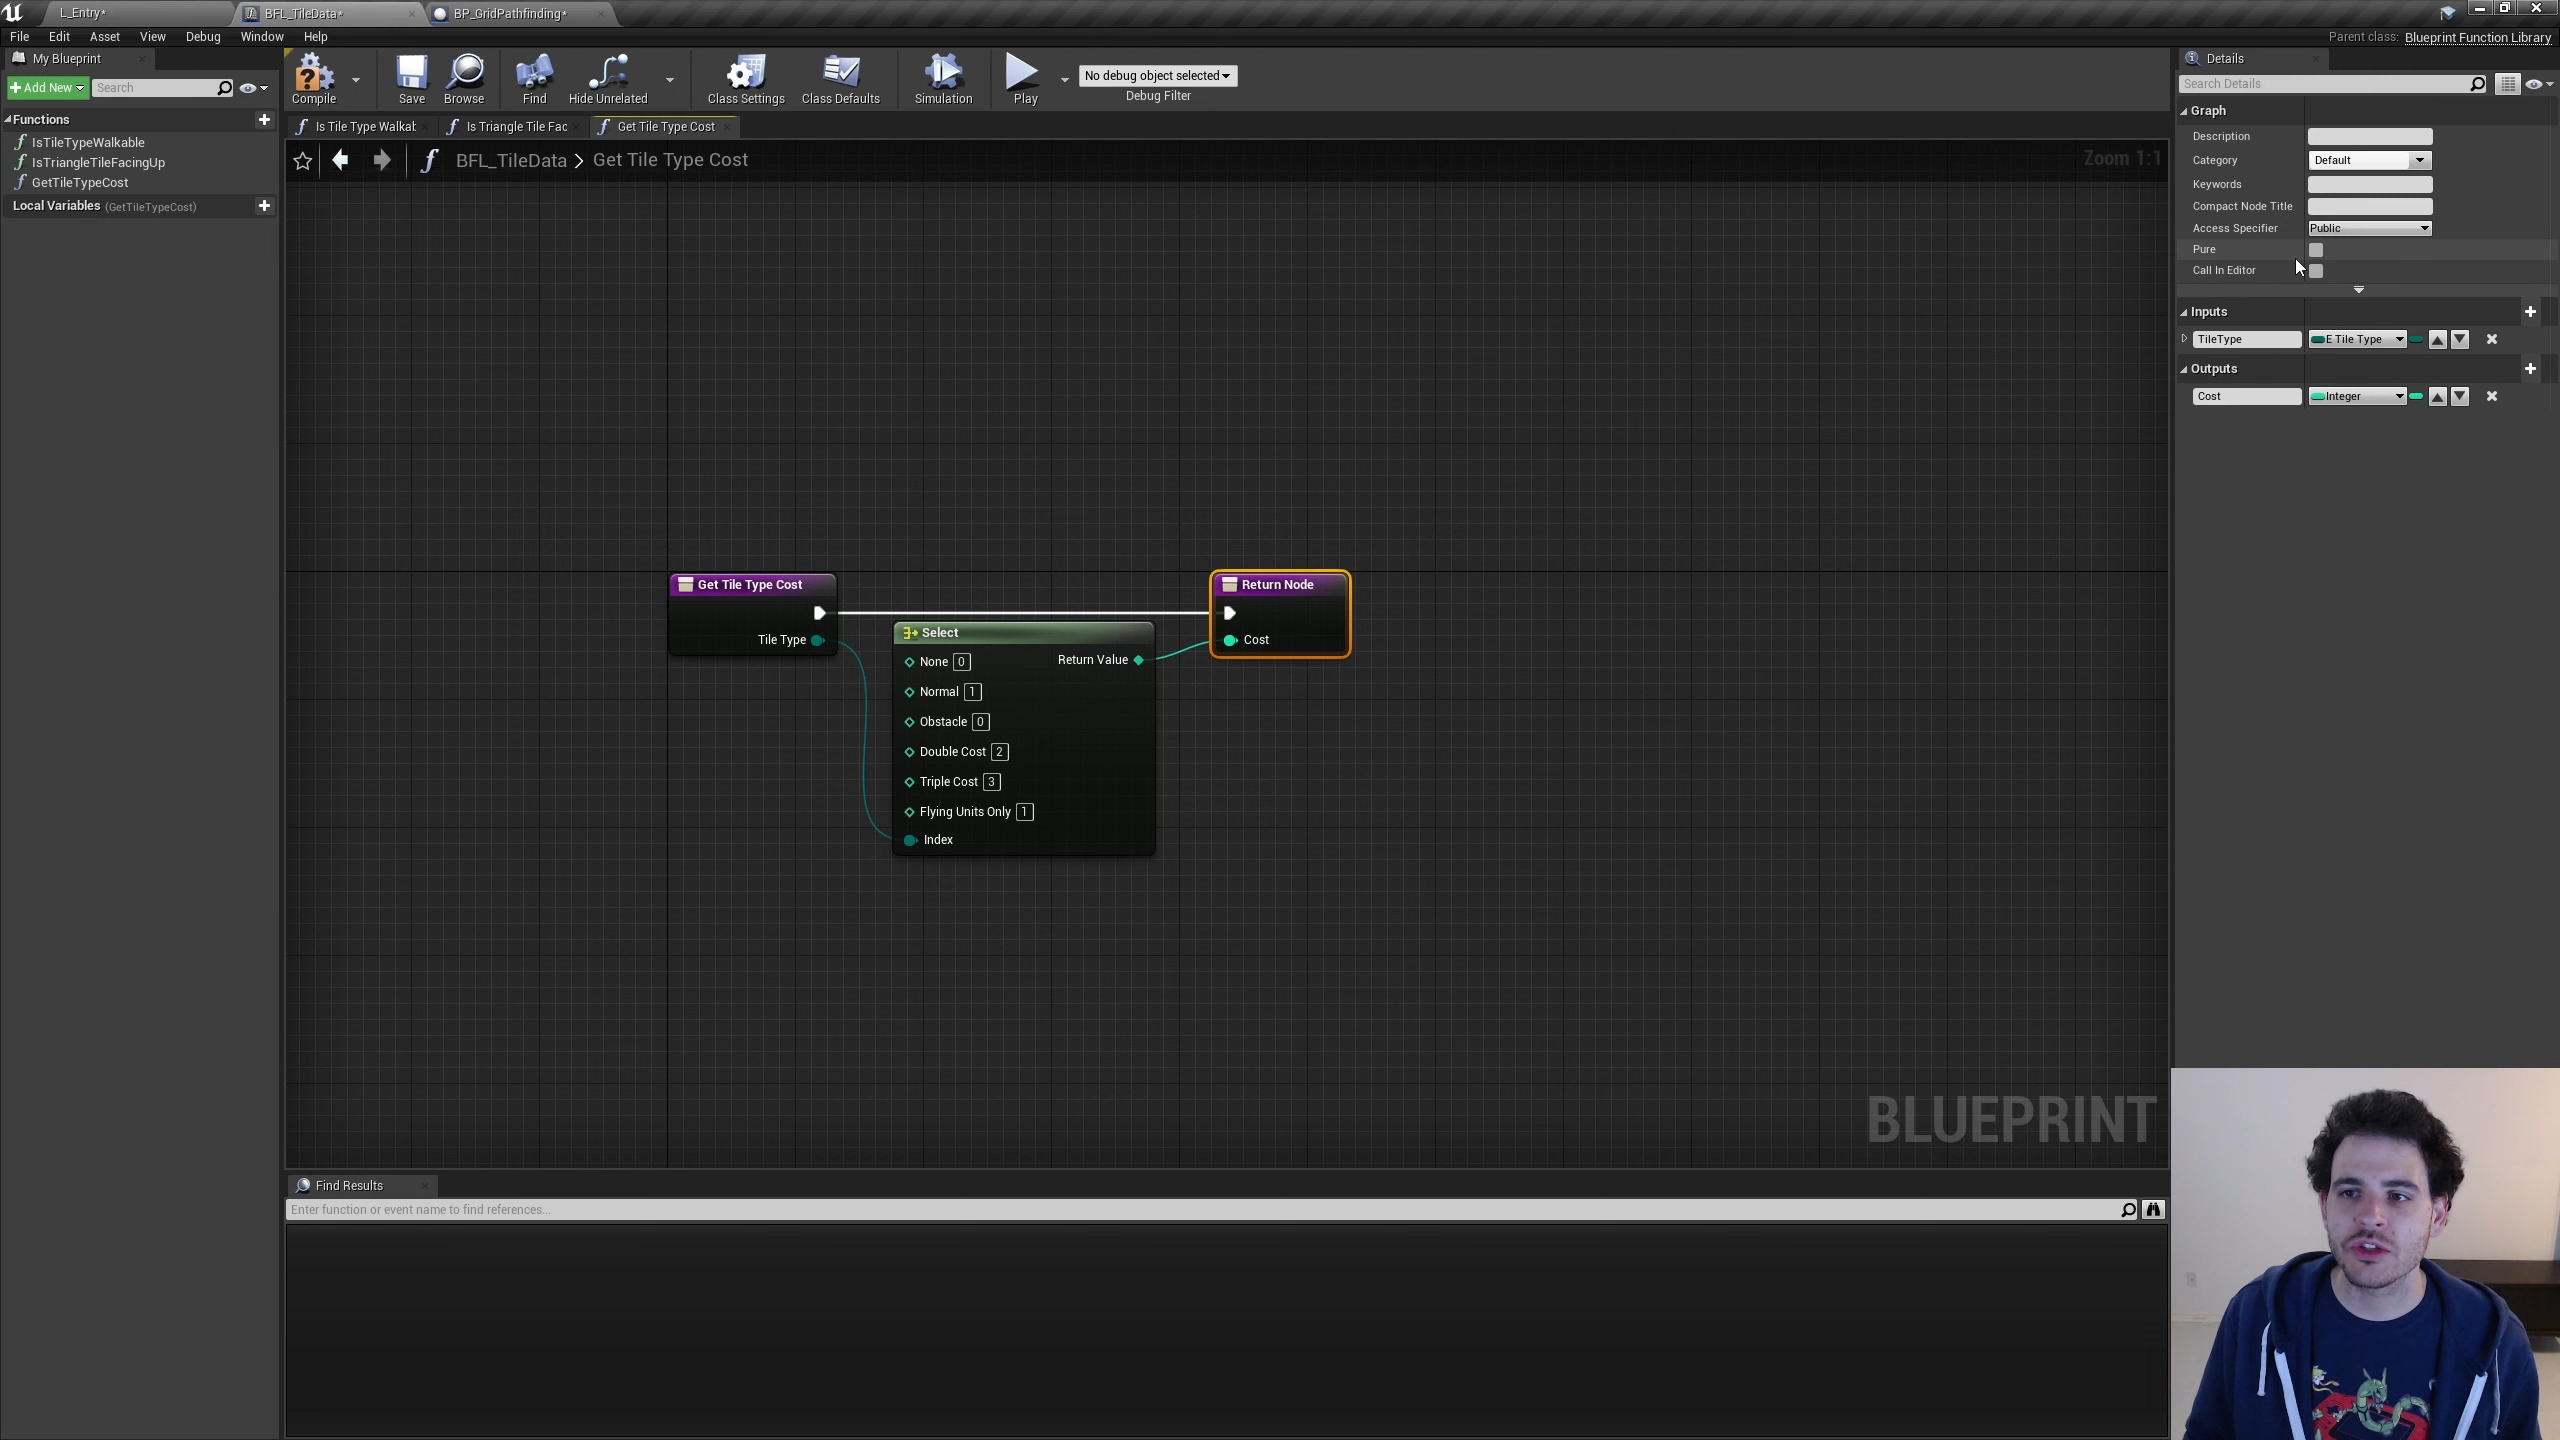 L_Entry*
BFL_TileData*
BP_GridPathfinding*
File
Edit
Asset
View
Debug
Window
Help
Parent class: Blueprint Function Library
My Blueprint
Add New
Search
Functions
IsTileTypeWalkable
IsTriangleTileFacingUp
GetTileTypeCost
Local Variables (GetTileTypeCost)
Compile
Save
Browse
Find
Hide Unrelated
Class Settings
Class Defaults
Simulation
Play
No debug object selected
Debug Filter
Is Tile Type Walkab
Is Triangle Tile Fac
Get Tile Type Cost
BFL_TileData > Get Tile Type Cost
Zoom 1:1
Get Tile Type Cost
Tile Type
Select
None 0
Return Value
Normal 1
Obstacle 0
Double Cost 2
Triple Cost 3
Flying Units Only 1
Index
Return Node
Cost
BLUEPRINT
Find Results
Enter function or event name to find references...
Details
Search Details
Graph
Description
Category Default
Keywords
Compact Node Title
Access Specifier Public
Pure
Call In Editor
Inputs
TileType E Tile Type
Outputs
Cost Integer